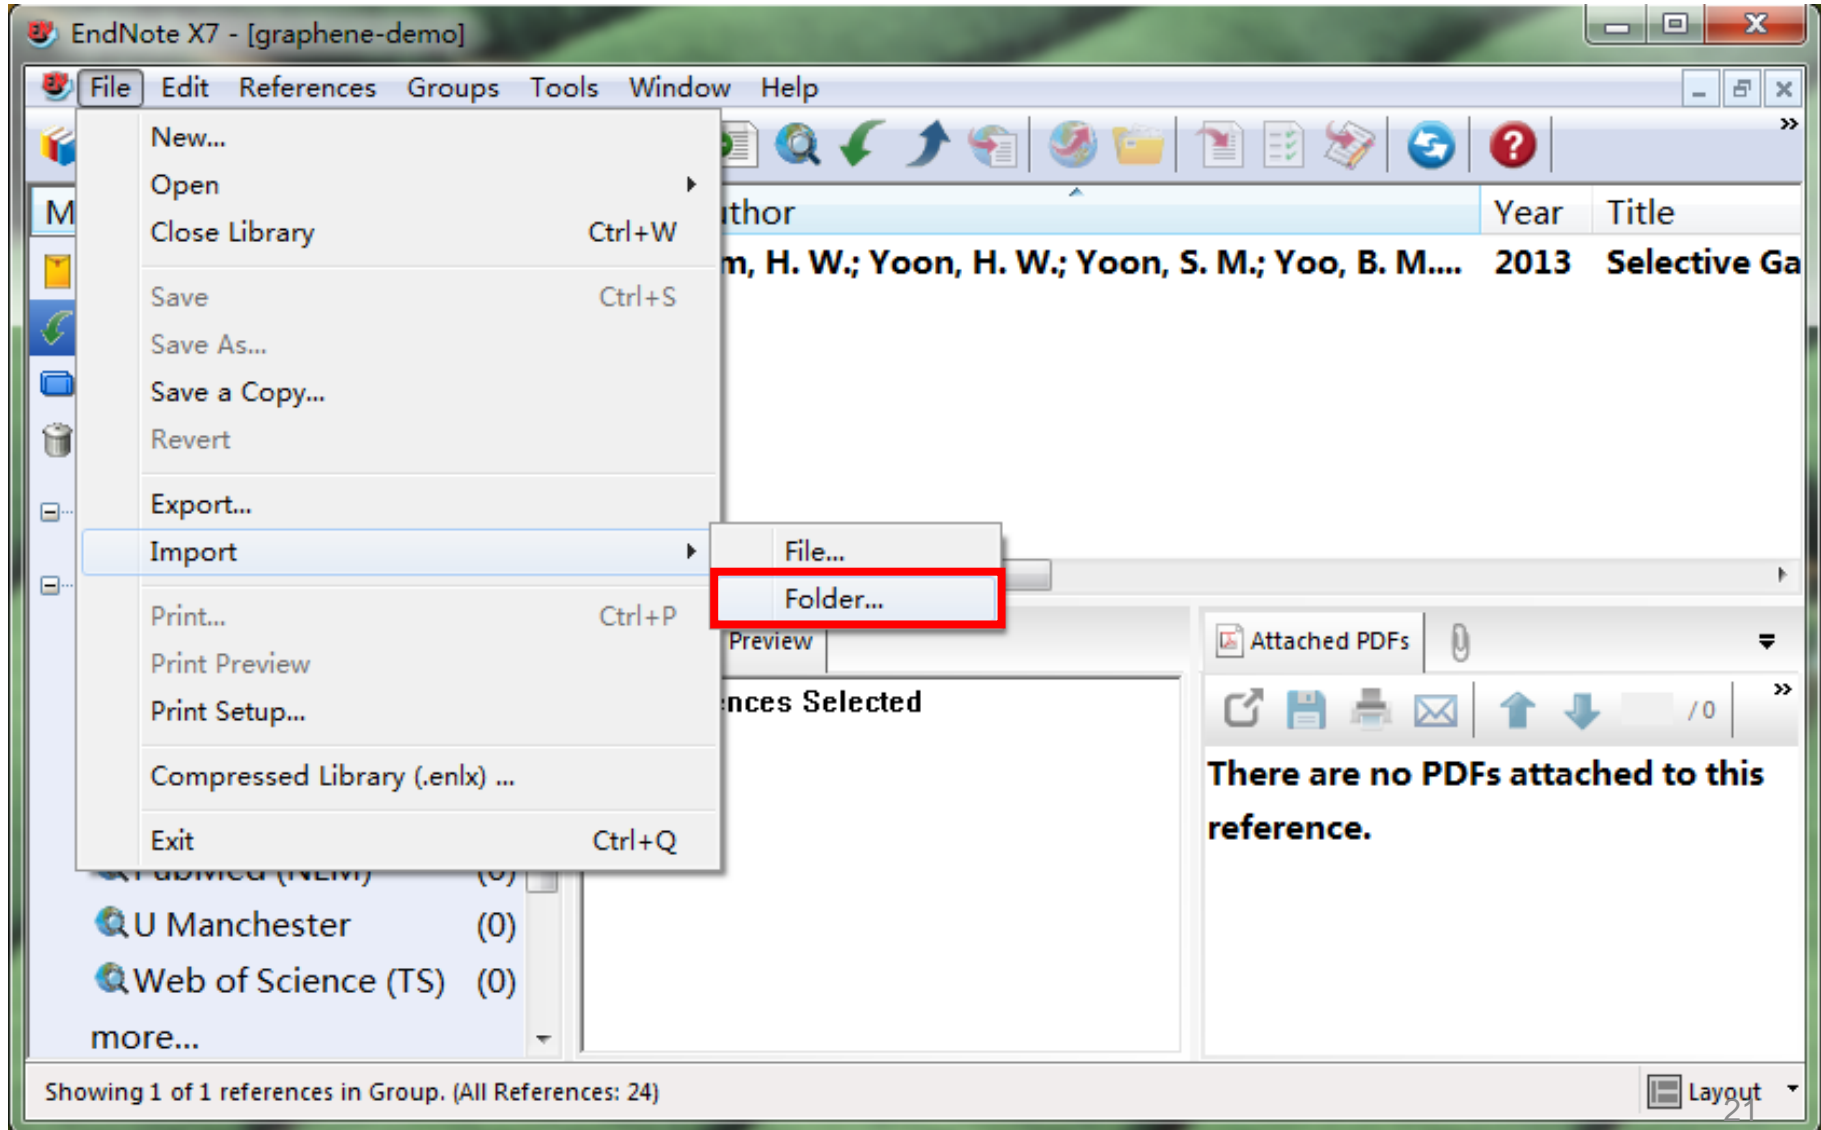 EndNote X7 - [graphene-demo]
File Edit References Groups Tools Window Help
New...
Open
Close Library Ctrl+W
Save Ctrl+S
Save As...
Save a Copy...
Revert
Export...
Import
Print... Ctrl+P
Print Preview
Print Setup...
Compressed Library (.enlx) ...
Exit Ctrl+Q
File...
Folder...
M
thor Year Title
m, H. W.; Yoon, H. W.; Yoon, S. M.; Yoo, B. M.... 2013 Selective Ga
Preview
nces Selected
Attached PDFs
/ 0
There are no PDFs attached to this
reference.
PubMed (NLM) (0)
U Manchester (0)
Web of Science (TS) (0)
more...
Showing 1 of 1 references in Group. (All References: 24)
Layout
21